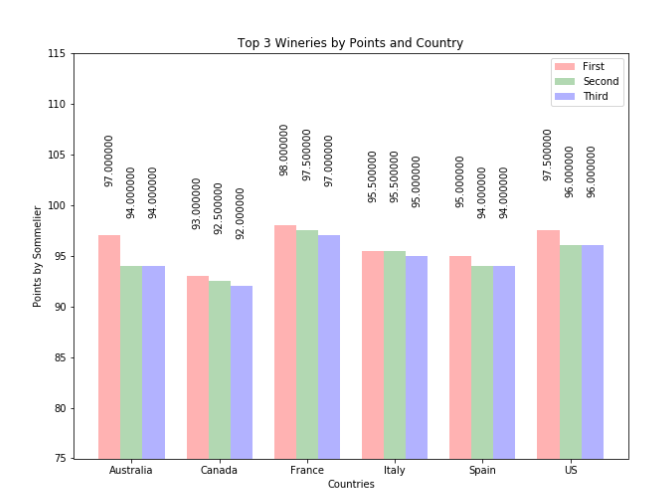 Top 3 Wineries by Points and Country
115
110
105
100
95
90
85
80
75
Points by Sommelier
First
Second
Third
97.000000
94.000000
94.000000
93.000000
92.500000
92.000000
98.000000
97.500000
97.000000
95.500000
95.500000
95.000000
95.000000
94.000000
94.000000
97.500000
96.000000
96.000000
Australia
Canada
France
Italy
Spain
US
Countries